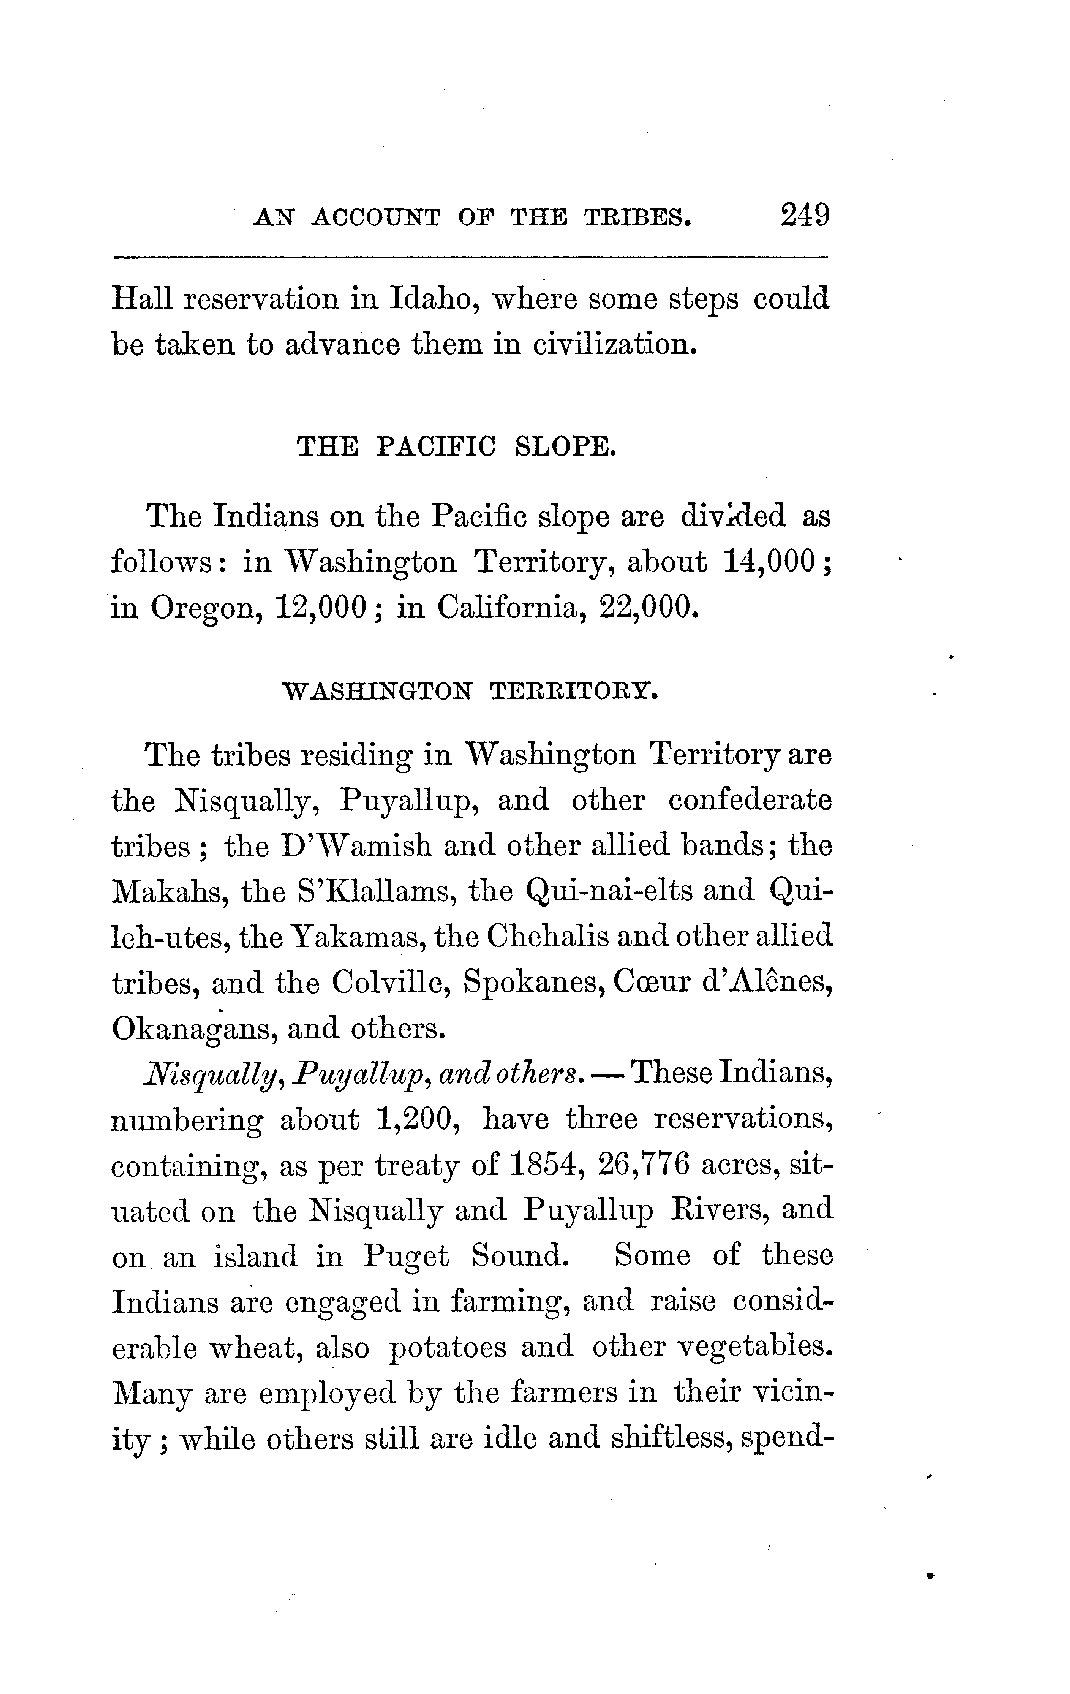 AN ACCOUNT OF THE TRIBES. 249
Hall reservation in Idaho, where some steps could
be taken to advance them in civilization.
THE PACIFIC SLOPE.
The Indians on the Pacific slope are divided as
follows: in Washington Territory, about 14,000;
in Oregon, 12,000; in California, 22,000.
WASHINGTON TERRITORY.
The tribes residing in Washington Territory are
the Nisqually, Puyallup, and other confederate
tribes; the D'Wamish and other allied bands; the
Makahs, the S'Klallams, the Qui-nai-elts and Qui-
leh-utes, the Yakamas, the Chehalis and other allied
tribes, and the Colville, Spokanes, Cœur d'Alênes,
Okanagans, and others.
Nisqually, Puyallup, and others. — These Indians,
numbering about 1,200, have three reservations,
containing, as per treaty of 1854, 26,776 acres, sit-
uated on the Nisqually and Puyallup Rivers, and
on an island in Puget Sound. Some of these
Indians are engaged in farming, and raise consid-
erable wheat, also potatoes and other vegetables.
Many are employed by the farmers in their vicin-
ity; while others still are idle and shiftless, spend-